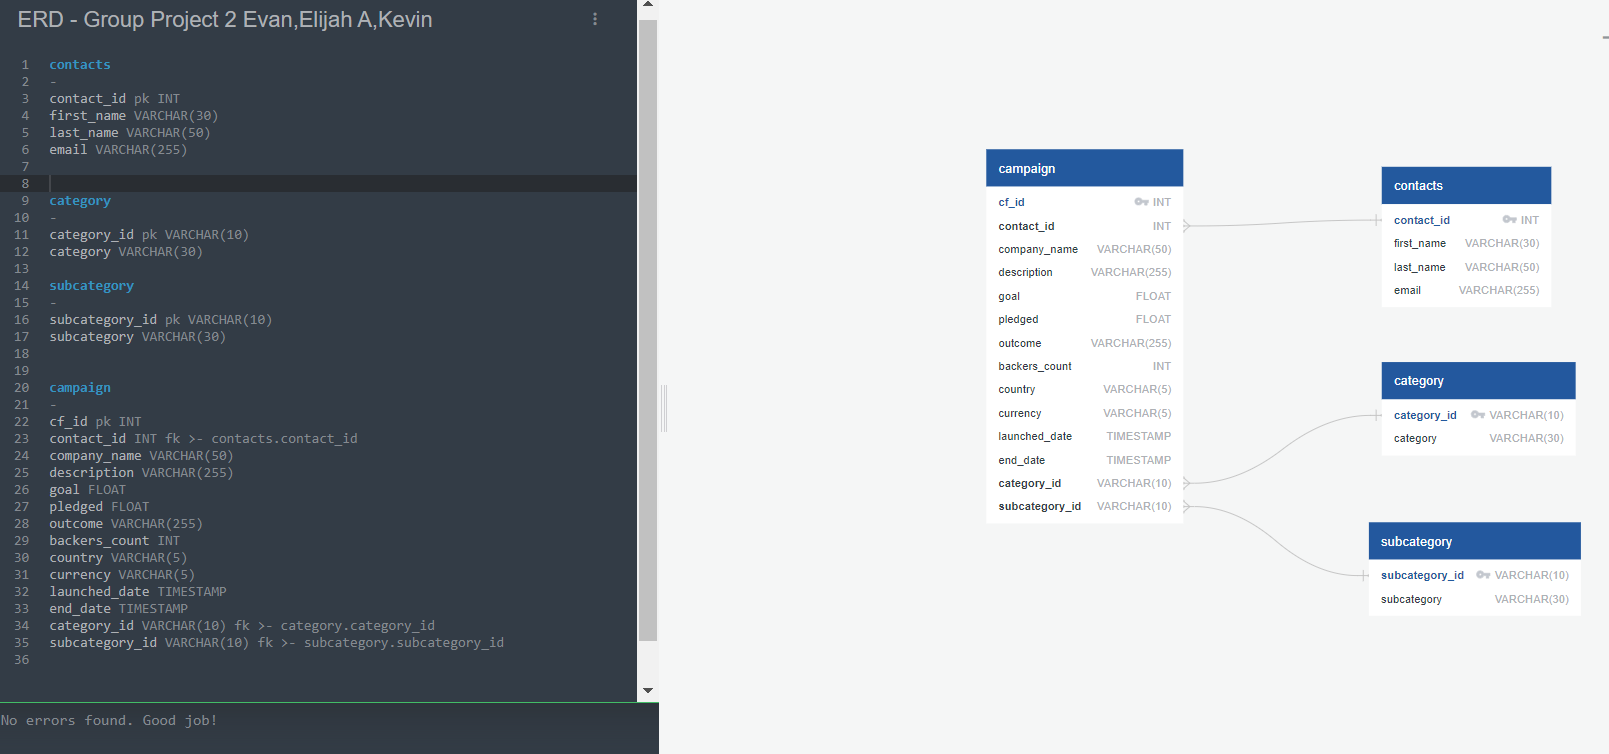 ERD - Group Project 2 Evan,Elijah A,Kevin
1 contacts
2 -
3 contact_id pk INT
4 first_name VARCHAR(30)
5 last_name VARCHAR(50)
6 email VARCHAR(255)
7
8
9 category
10 -
11 category_id pk VARCHAR(10)
12 category VARCHAR(30)
13
14 subcategory
15 -
16 subcategory_id pk VARCHAR(10)
17 subcategory VARCHAR(30)
18
19
20 campaign
21 -
22 cf_id pk INT
23 contact_id INT fk >- contacts.contact_id
24 company_name VARCHAR(50)
25 description VARCHAR(255)
26 goal FLOAT
27 pledged FLOAT
28 outcome VARCHAR(255)
29 backers_count INT
30 country VARCHAR(5)
31 currency VARCHAR(5)
32 launched_date TIMESTAMP
33 end_date TIMESTAMP
34 category_id VARCHAR(10) fk >- category.category_id
35 subcategory_id VARCHAR(10) fk >- subcategory.subcategory_id
36
No errors found. Good job!
campaign
cf_id INT
contact_id INT
company_name VARCHAR(50)
description VARCHAR(255)
goal FLOAT
pledged FLOAT
outcome VARCHAR(255)
backers_count INT
country VARCHAR(5)
currency VARCHAR(5)
launched_date TIMESTAMP
end_date TIMESTAMP
category_id VARCHAR(10)
subcategory_id VARCHAR(10)
contacts
contact_id INT
first_name VARCHAR(30)
last_name VARCHAR(50)
email VARCHAR(255)
category
category_id VARCHAR(10)
category VARCHAR(30)
subcategory
subcategory_id VARCHAR(10)
subcategory VARCHAR(30)